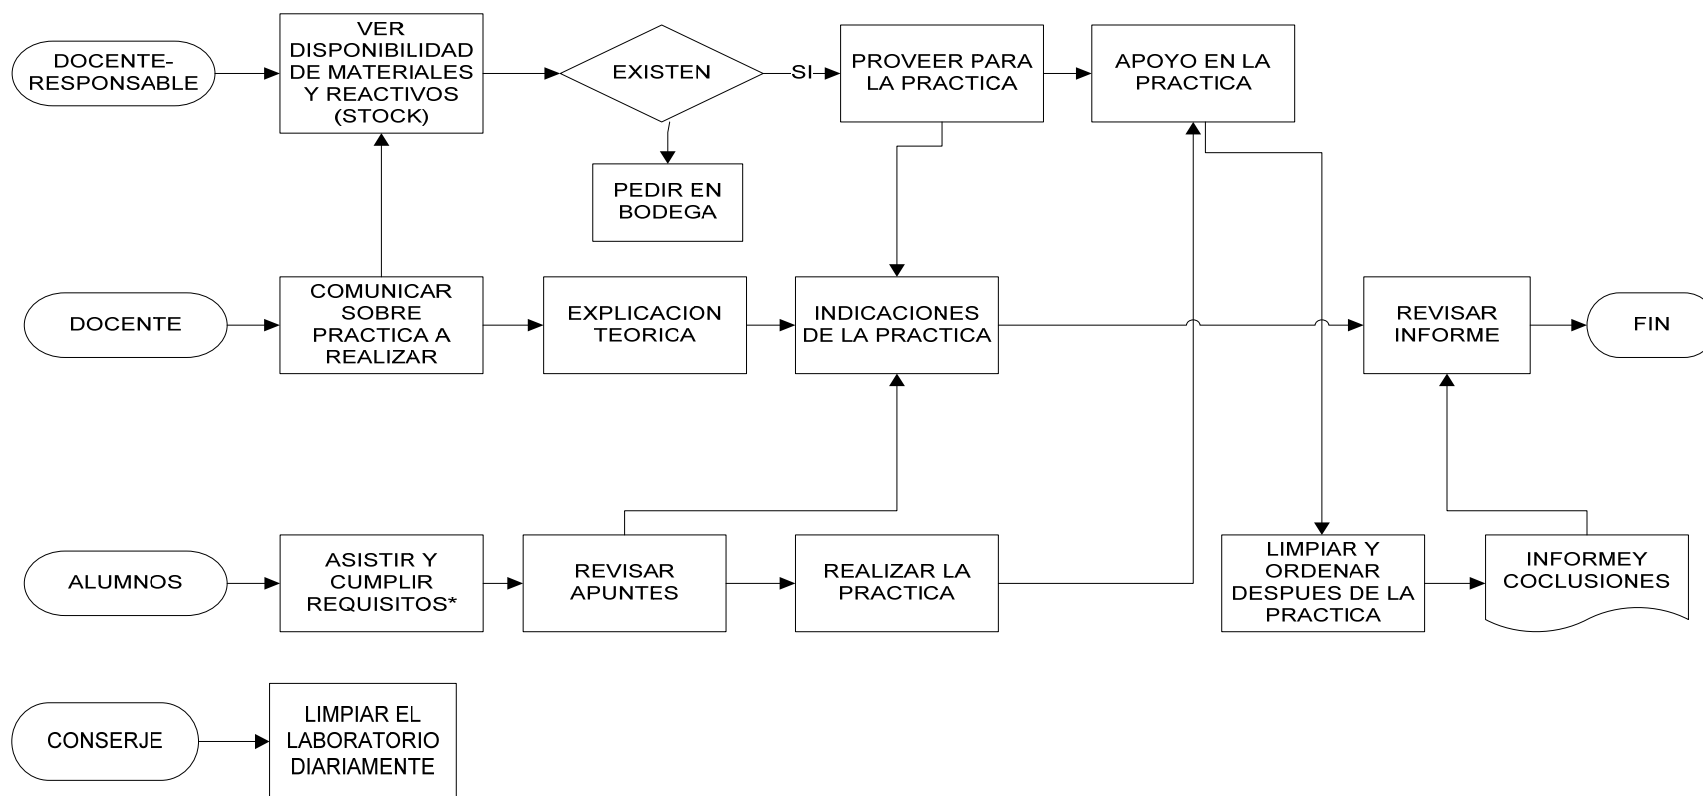 DOCENTE-
RESPONSABLE
VER
DISPONIBILIDAD
DE MATERIALES
Y REACTIVOS
(STOCK)
EXISTEN
SI
PROVEER PARA
LA PRACTICA
APOYO EN LA
PRACTICA
PEDIR EN
BODEGA
DOCENTE
COMUNICAR
SOBRE
PRACTICA A
REALIZAR
EXPLICACION
TEORICA
INDICACIONES
DE LA PRACTICA
REVISAR
INFORME
FIN
ALUMNOS
ASISTIR Y
CUMPLIR
REQUISITOS*
REVISAR
APUNTES
REALIZAR LA
PRACTICA
LIMPIAR Y
ORDENAR
DESPUES DE LA
PRACTICA
INFORMEY
COCLUSIONES
CONSERJE
LIMPIAR EL
LABORATORIO
DIARIAMENTE